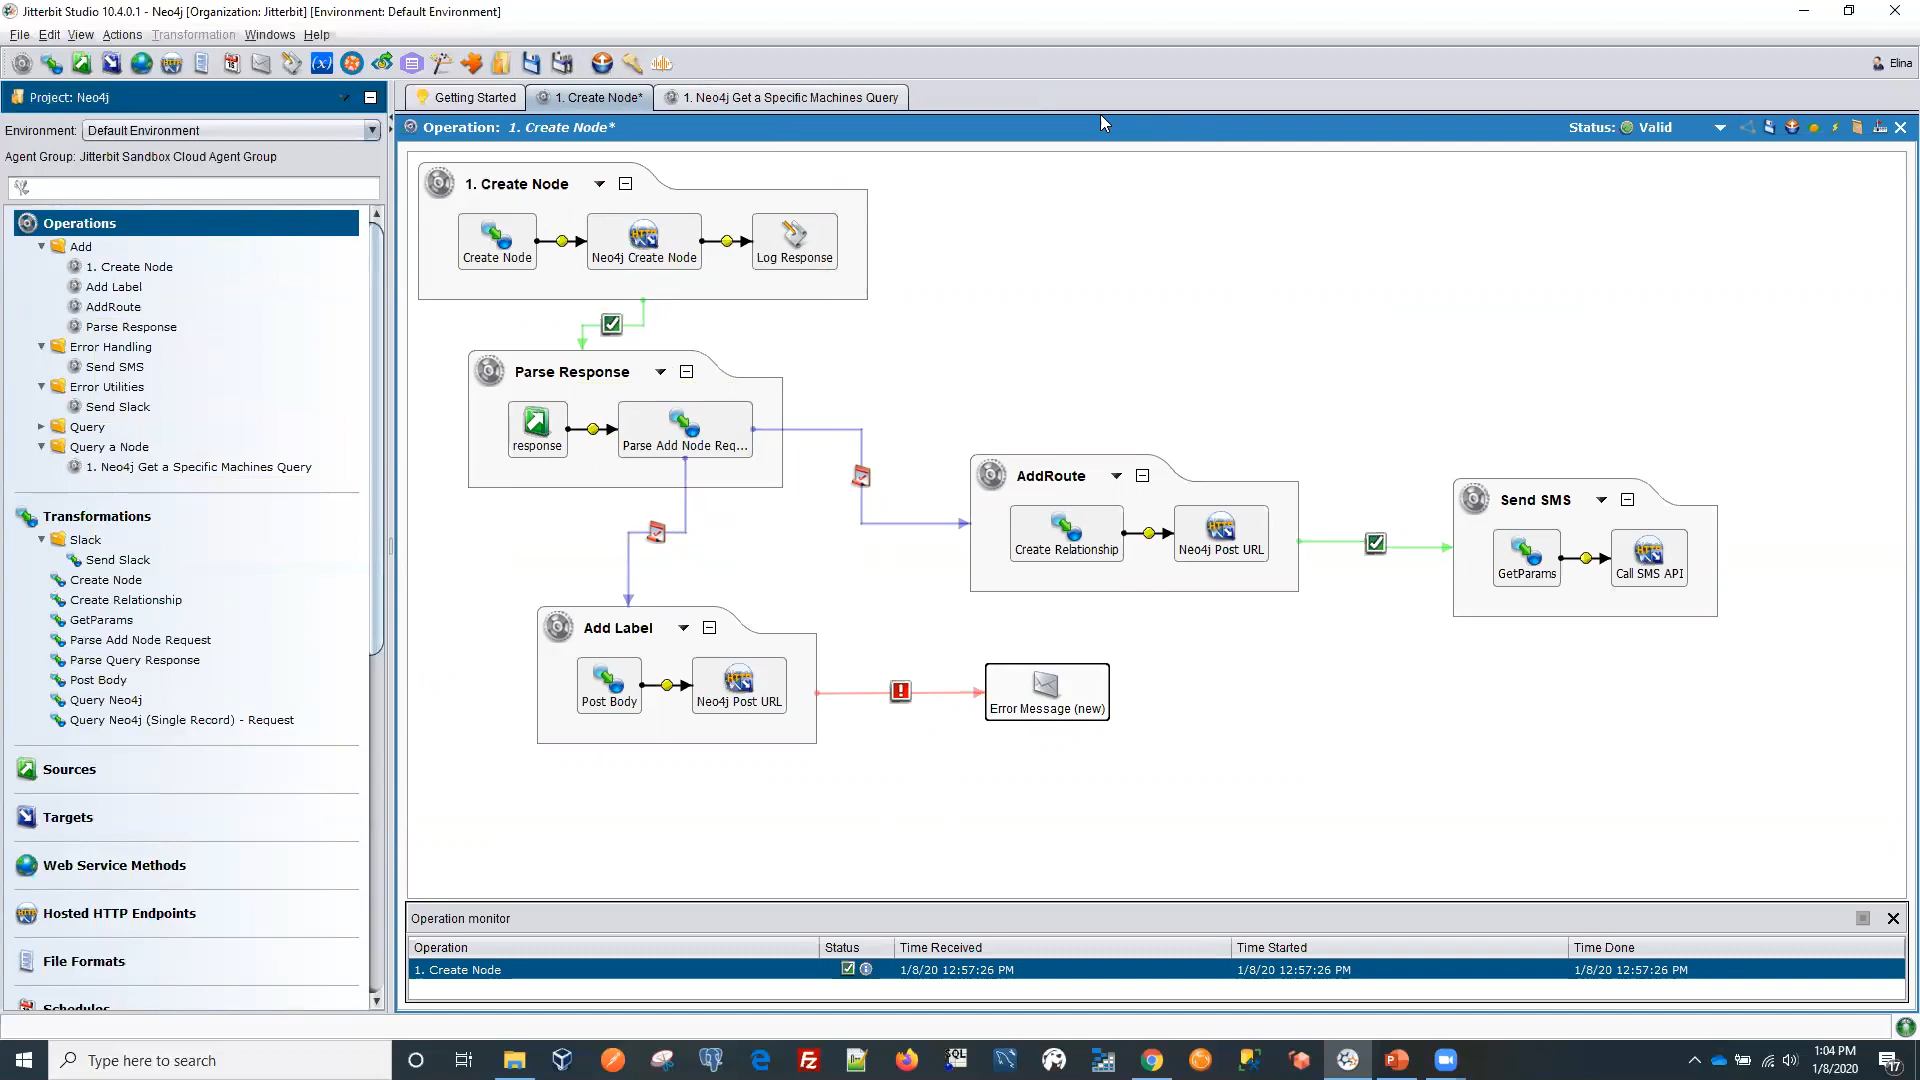 Jitterbit Studio 10.4.0.1 - Neo4j [Organization: Jitterbit] [Environment: Default Environment]
File Edit View Actions Transformation Windows Help
Elina
Project: Neo4j
Environment: Default Environment
Agent Group: Jitterbit Sandbox Cloud Agent Group
Operations
Add
1. Create Node
Add Label
AddRoute
Parse Response
Error Handling
Send SMS
Error Utilities
Send Slack
Query
Query a Node
1. Neo4j Get a Specific Machines Query
Transformations
Slack
Send Slack
Create Node
Create Relationship
GetParams
Parse Add Node Request
Parse Query Response
Post Body
Query Neo4j
Query Neo4j (Single Record) - Request
Sources
Targets
Web Service Methods
Hosted HTTP Endpoints
File Formats
Schedules
Getting Started
1. Create Node*
1. Neo4j Get a Specific Machines Query
Operation: 1. Create Node*
Status: Valid
1. Create Node
Create Node
Neo4j Create Node
Log Response
Parse Response
response
Parse Add Node Req...
AddRoute
Create Relationship
Neo4j Post URL
Send SMS
GetParams
Call SMS API
Add Label
Post Body
Neo4j Post URL
Error Message (new)
Operation monitor
Operation Status Time Received Time Started Time Done
1. Create Node 1/8/20 12:57:26 PM 1/8/20 12:57:26 PM 1/8/20 12:57:26 PM
Type here to search
1:04 PM
1/8/2020
17